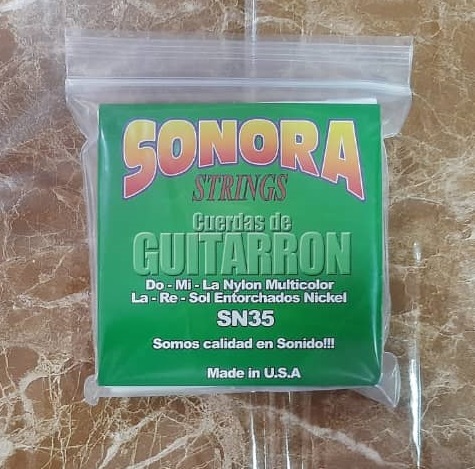 SONORA
STRINGS
Cuerdas de
GUITARRON
Do - Mi - La Nylon Multicolor
La - Re - Sol Entorchados Nickel
SN35
Somos calidad en Sonido!!!
Made in U.S.A